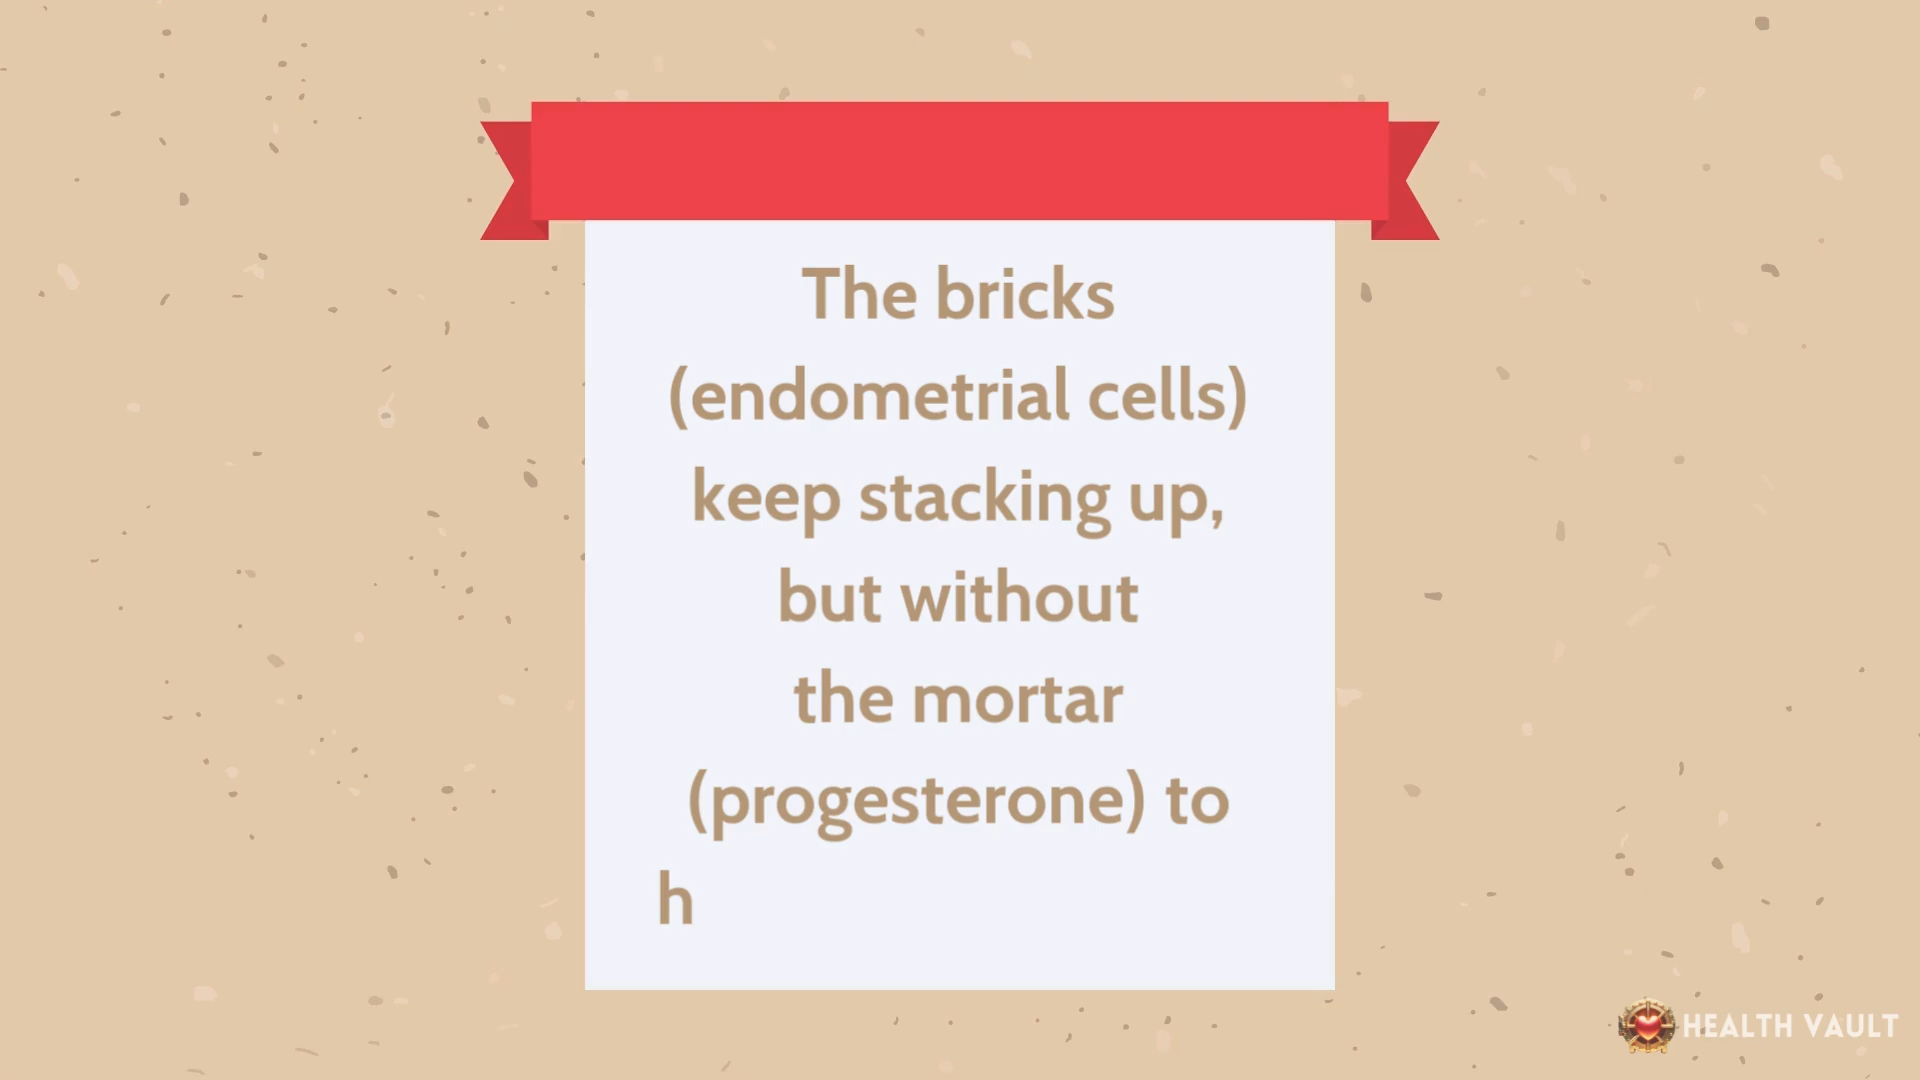 The bricks
(endometrial cells)
keep stacking up,
but without
the mortar
(progesterone) to
h
HEALTH VAULT